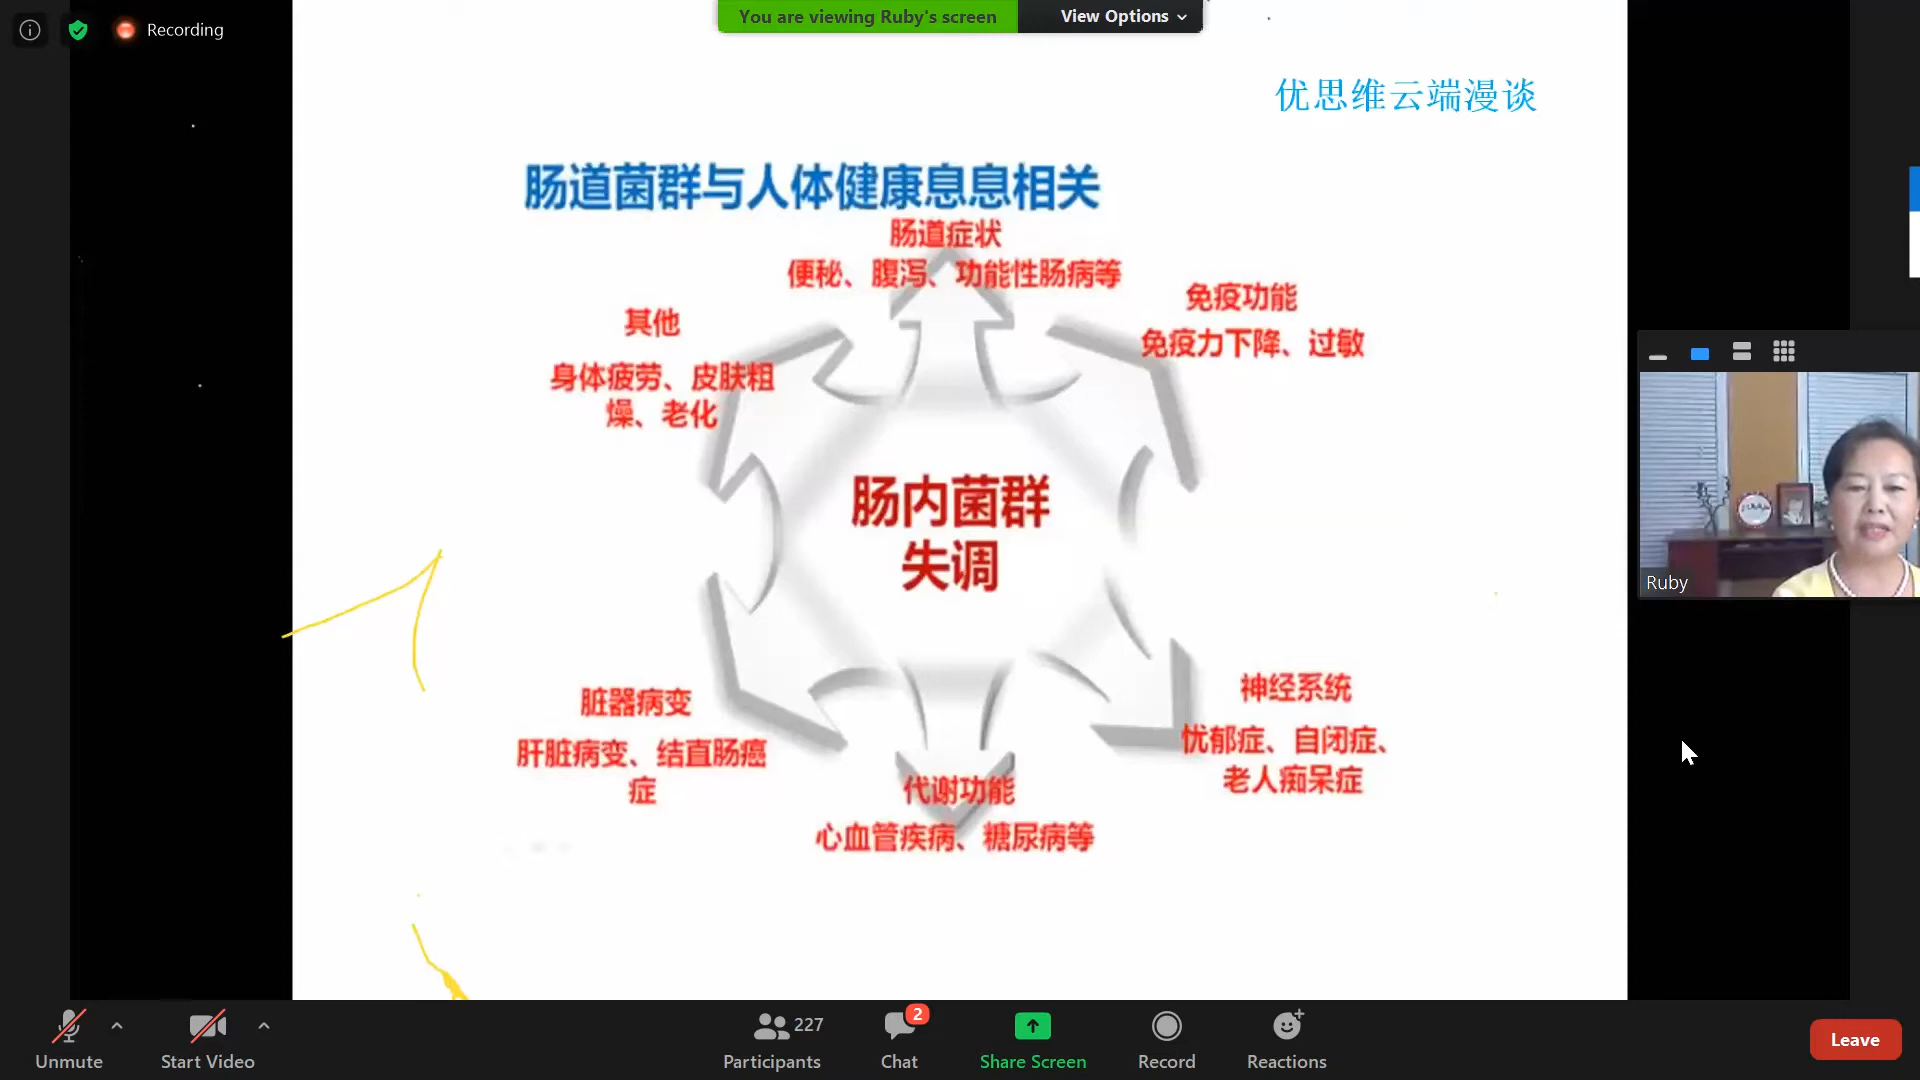 Recording
You are viewing Ruby's screen
View Options
优思维云端漫谈
肠道菌群与人体健康息息相关
肠道症状
便秘、腹泻、功能性肠病等
免疫功能
免疫力下降、过敏
其他
身体疲劳、皮肤粗
燥、老化
肠内菌群
失调
Ruby
脏器病变
肝脏病变、结直肠癌
症
神经系统
忧郁症、自闭症、
老人痴呆症
代谢功能
心血管疾病、糖尿病等
Unmute
Start Video
227
Participants
2
Chat
Share Screen
Record
Reactions
Leave